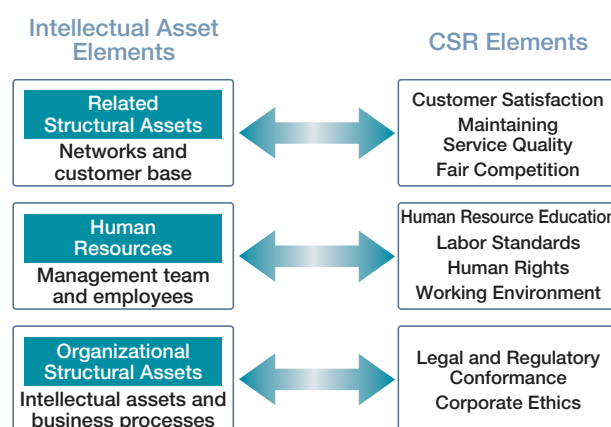 Intellectual Asset
Elements
CSR Elements
Related
Structural Assets
Networks and
customer base
Customer Satisfaction
Maintaining
Service Quality
Fair Competition
Human
Resources
Management team
and employees
Human Resource Education
Labor Standards
Human Rights
Working Environment
Organizational
Structural Assets
Intellectual assets and
business processes
Legal and Regulatory
Conformance
Corporate Ethics